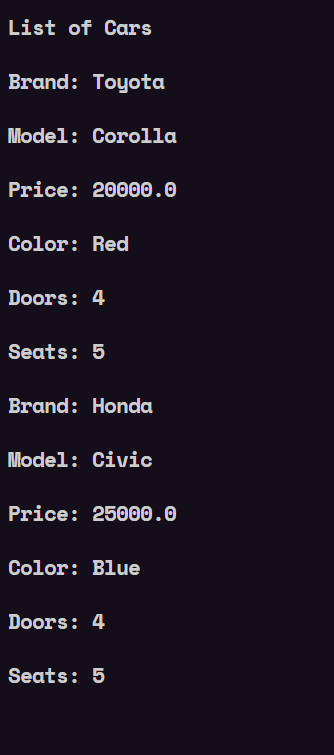 List of Cars
Brand: Toyota
Model: Corolla
Price: 20000.0
Color: Red
Doors: 4
Seats: 5
Brand: Honda
Model: Civic
Price: 25000.0
Color: Blue
Doors: 4
Seats: 5